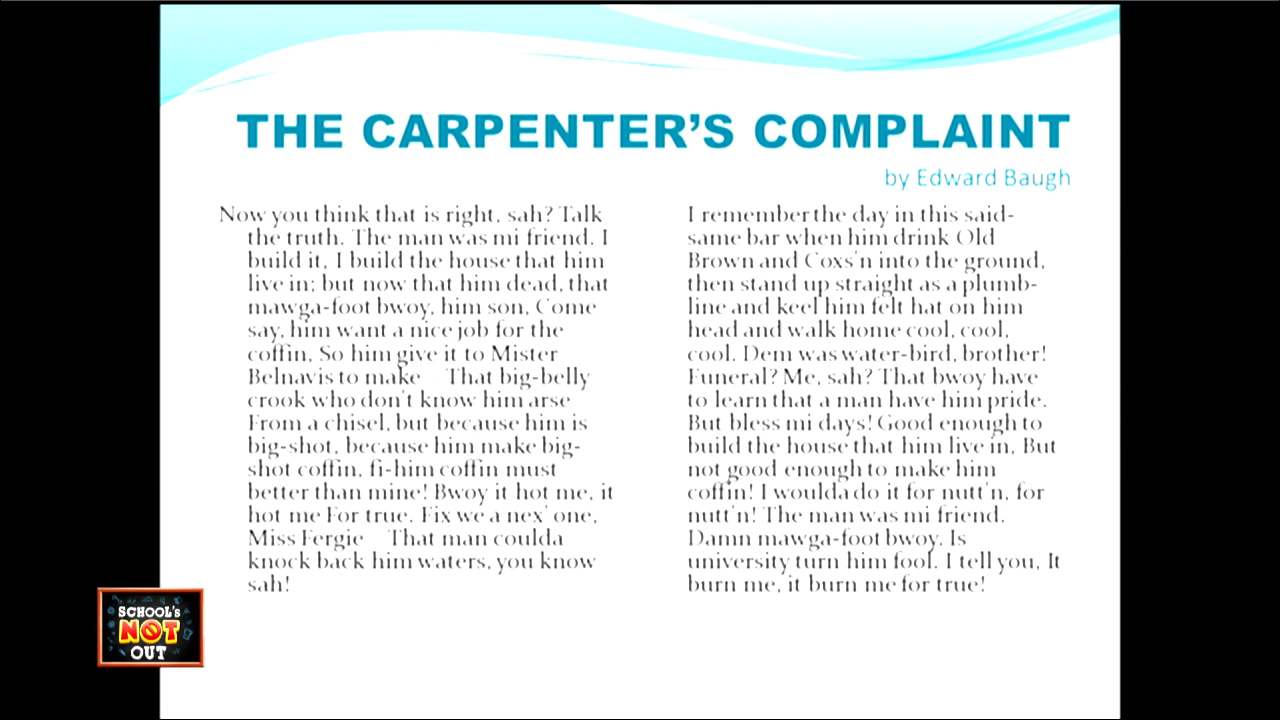 THE CARPENTER'S COMPLAINT
by Edward Baugh
Now you think that is right, sah? Talk
the truth. The man was mi friend. I
build it, I build the house that him
live in; but now that him dead, that
mawga-foot bwoy, him son, Come
say, him want a nice job for the
coffin, So him give it to Mister
Belnavis to make That big-belly
crook who don't know him arse
From a chisel, but because him is
big-shot, because him make big-
shot coffin, fi-him coffin must
better than mine! Bwoy it hot me, it
hot me For true. Fix we a nex' one,
Miss Fergie That man coulda
knock back him waters, you know
sah!
I remember the day in this said-
same bar when him drink Old
Brown and Coxs'n into the ground,
then stand up straight as a plumb-
line and keel him felt hat on him
head and walk home cool, cool,
cool. Dem was water-bird, brother!
Funeral? Me, sah? That bwoy have
to learn that a man have him pride.
But bless mi days! Good enough to
build the house that him live in, But
not good enough to make him
coffin! I woulda do it for nutt'n, for
nutt'n! The man was mi friend.
Damn mawga-foot bwoy. Is
university turn him fool. I tell you, It
burn me, it burn me for true!
SCHOOL's
NOT
OUT